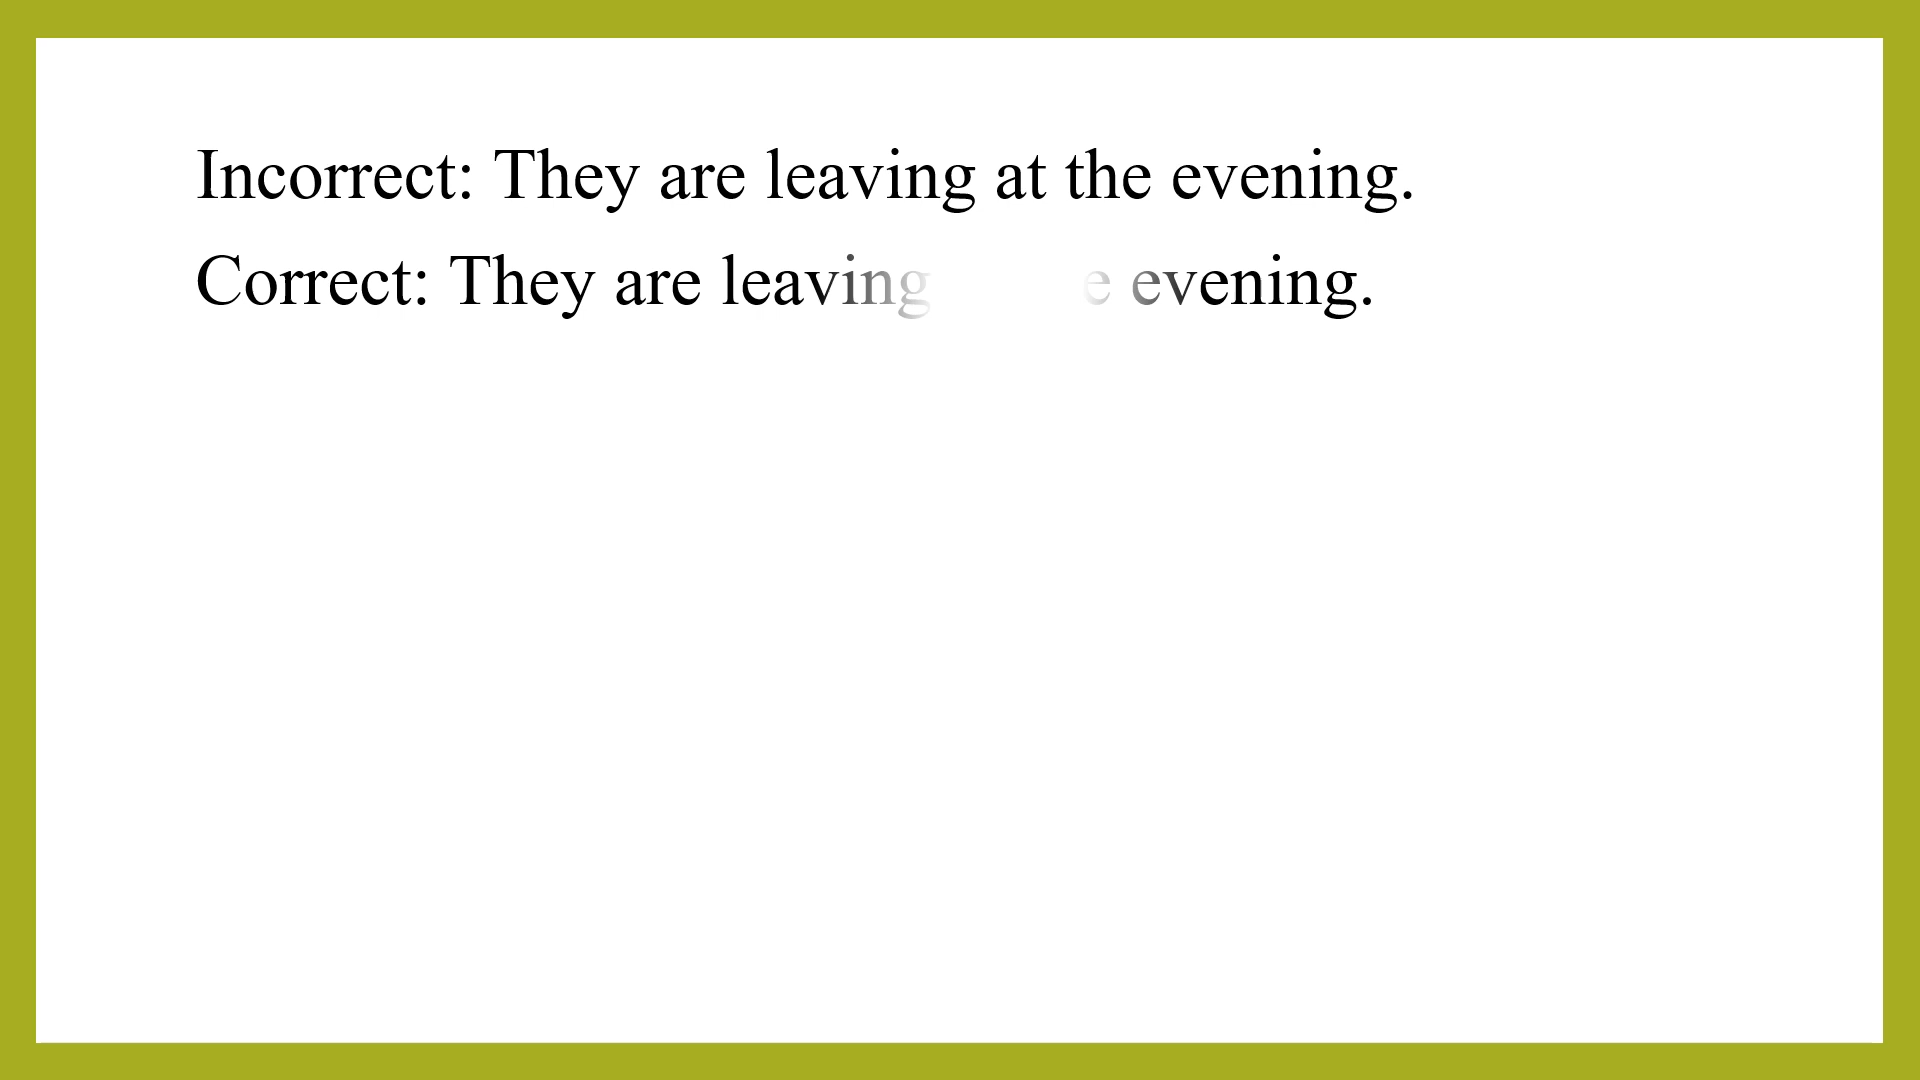 Incorrect: They are leaving at the evening.
Correct: They are leaving evening.